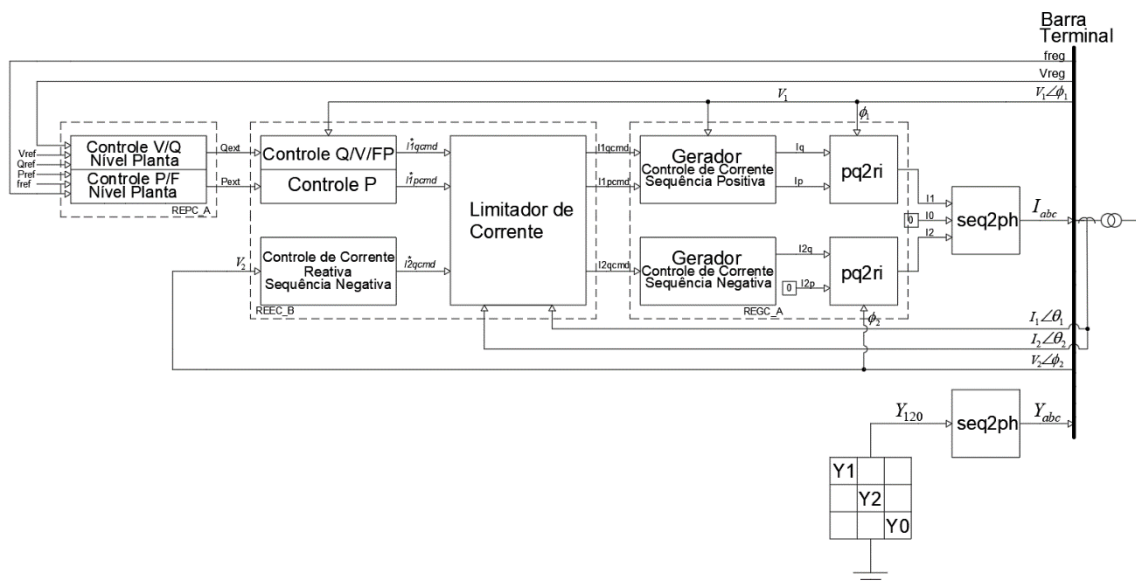 Barra
Terminal
freg
Vreg
V1∠ϕ1
V1
ϕ1
Vref
Qref
Pref
fref
Controle V/Q
Nível Planta
Controle P/F
Nível Planta
REPC_A
Qext
Pext
Controle Q/V/FP
Controle P
I1qcmd*
I1pcmd*
Limitador de
Corrente
I1qcmd
I1pcmd
Gerador
Controle de Corrente
Sequência Positiva
Iq
Ip
pq2ri
I1
0
I0
I2
seq2ph
Iabc
V2
Controle de Corrente
Reativa
Sequência Negativa
I2qcmd*
REEC_B
I2qcmd
Gerador
Controle de Corrente
Sequência Negativa
I2q
0
I2p
pq2ri
REGC_A
ϕ2
I1∠θ1
I2∠θ2
V2∠ϕ2
Y120
seq2ph
Yabc
Y1
Y2
Y0